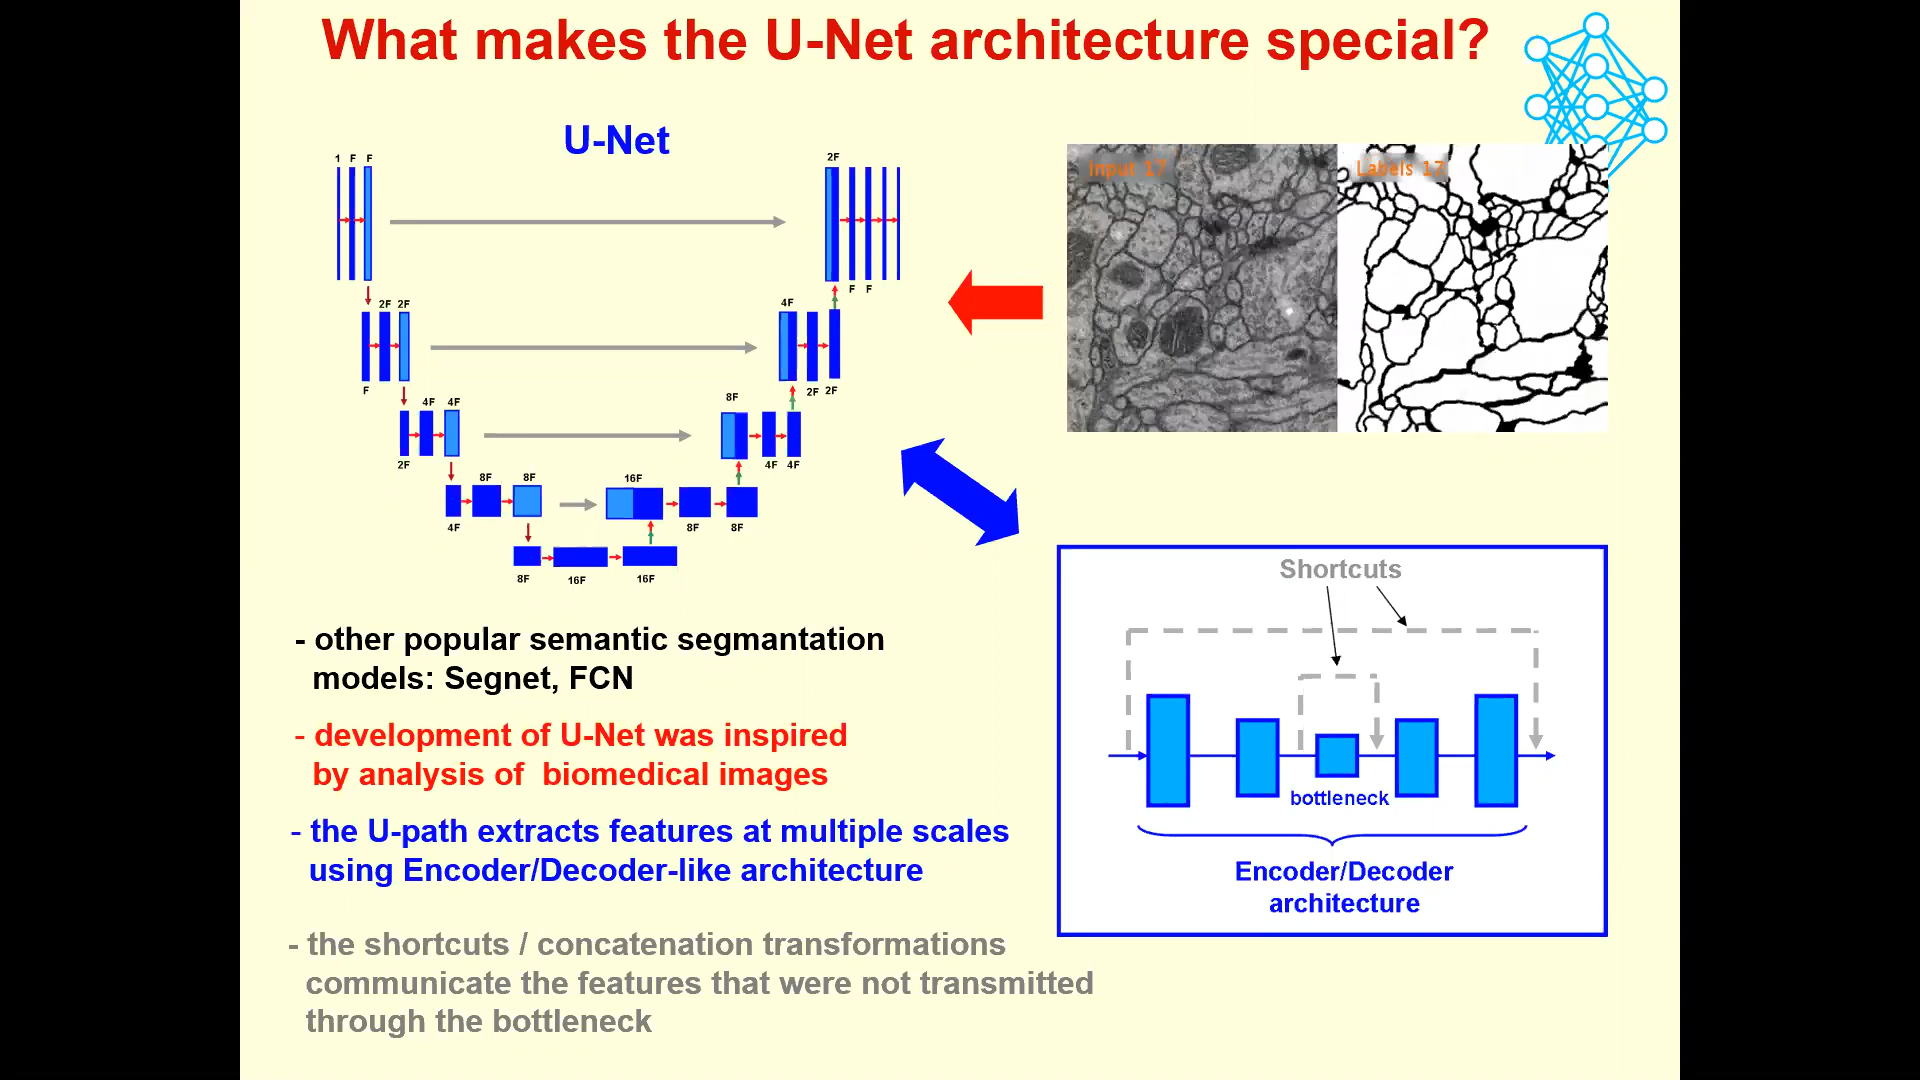 What makes the U-Net architecture special?
U-Net
1 F F
2F
Input 17
Labels 17
F F
2F 2F
4F
F
2F 2F
4F 4F
8F
2F
4F 4F
8F 8F
16F
4F
8F 8F
8F 16F 16F
Shortcuts
bottleneck
Encoder/Decoder
architecture
- other popular semantic segmantation
models: Segnet, FCN
- development of U-Net was inspired
by analysis of biomedical images
- the U-path extracts features at multiple scales
using Encoder/Decoder-like architecture
- the shortcuts / concatenation transformations
communicate the features that were not transmitted
through the bottleneck